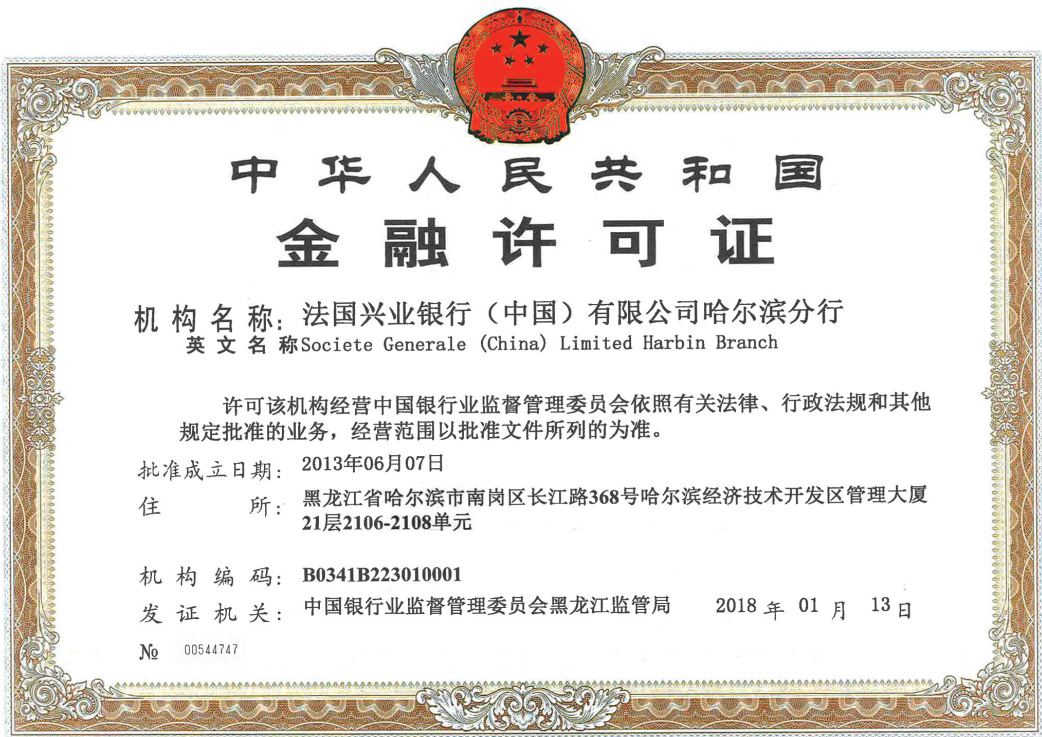 中华人民共和国
金融许可证
机构名称：法国兴业银行（中国）有限公司哈尔滨分行
英文名称Societe Generale (China) Limited Harbin Branch
许可该机构经营中国银行业监督管理委员会依照有关法律、行政法规和其他
规定批准的业务，经营范围以批准文件所列的为准。
批准成立日期：2013年06月07日
住所：黑龙江省哈尔滨市南岗区长江路368号哈尔滨经济技术开发区管理大厦
21层2106-2108单元
机构编码：B0341B223010001
发证机关：中国银行业监督管理委员会黑龙江监管局 2018年01月13日
№ 00544747